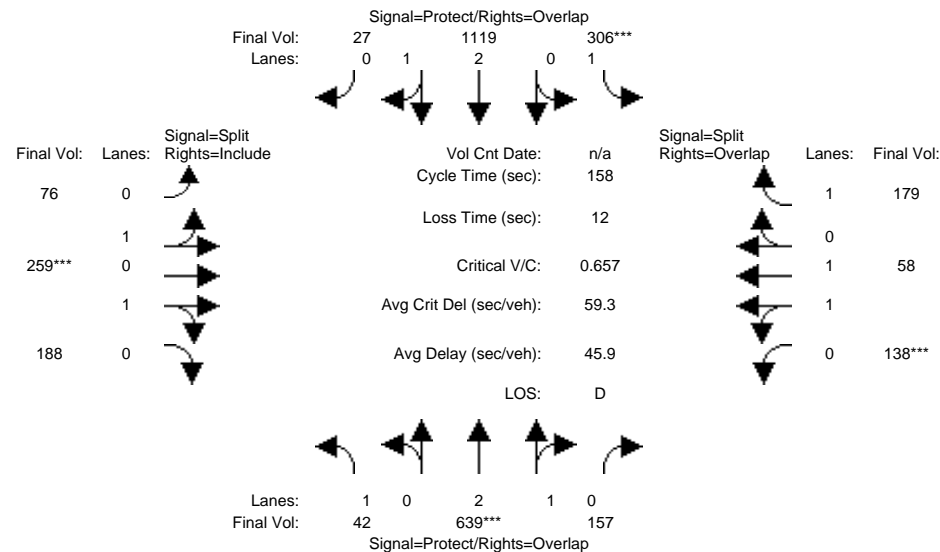 Signal=Protect/Rights=Overlap
Final Vol: 27 1119 306***
Lanes: 0 1 2 0 1
Signal=Split
Final Vol: Lanes: Rights=Include
Vol Cnt Date: n/a
Signal=Split
Rights=Overlap Lanes: Final Vol:
Cycle Time (sec): 158
76 0
1 179
Loss Time (sec): 12
1
0
259*** 0
Critical V/C: 0.657
1 58
1
Avg Crit Del (sec/veh): 59.3
1
188 0
Avg Delay (sec/veh): 45.9
0 138***
LOS: D
Lanes: 1 0 2 1 0
Final Vol: 42 639*** 157
Signal=Protect/Rights=Overlap